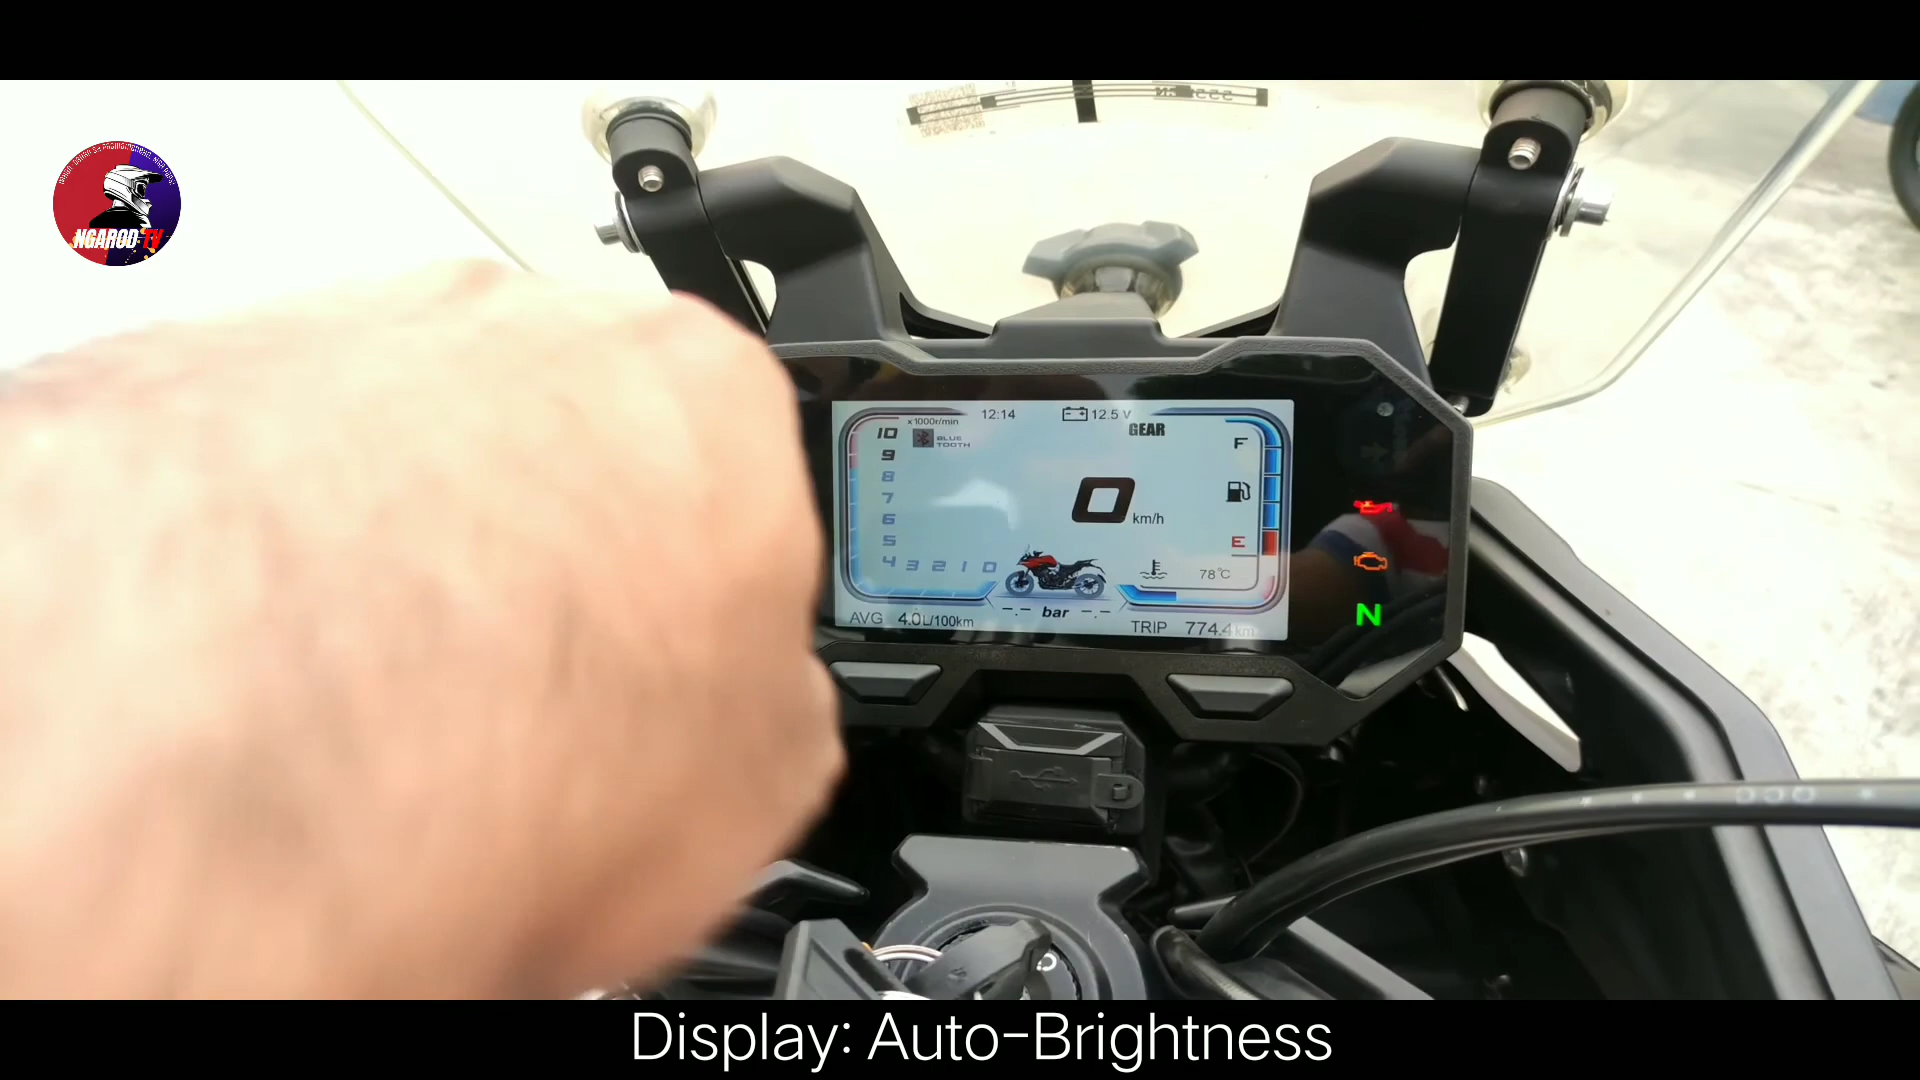 NGAROD TV
12:14
12.5 V
x1000r/min
GEAR
BLUE
TOOTH
10
9
8
7
6
5
4 3 2 1 0
F
0 km/h
E
78°C
-.- bar -.-
AVG 4.0L/100km
TRIP 774.4 km
N
Display: Auto-Brightness